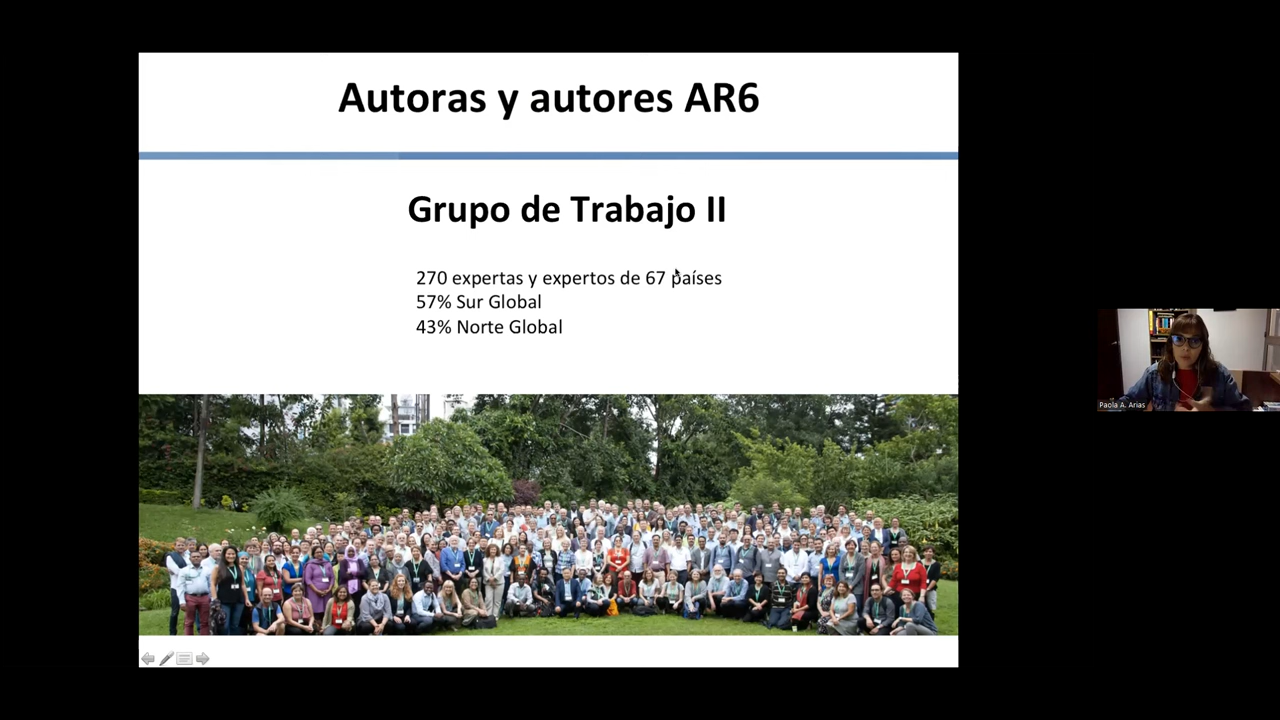 Autoras y autores AR6
Grupo de Trabajo II
270 expertas y expertos de 67 países
57% Sur Global
43% Norte Global
Paola A. Arias